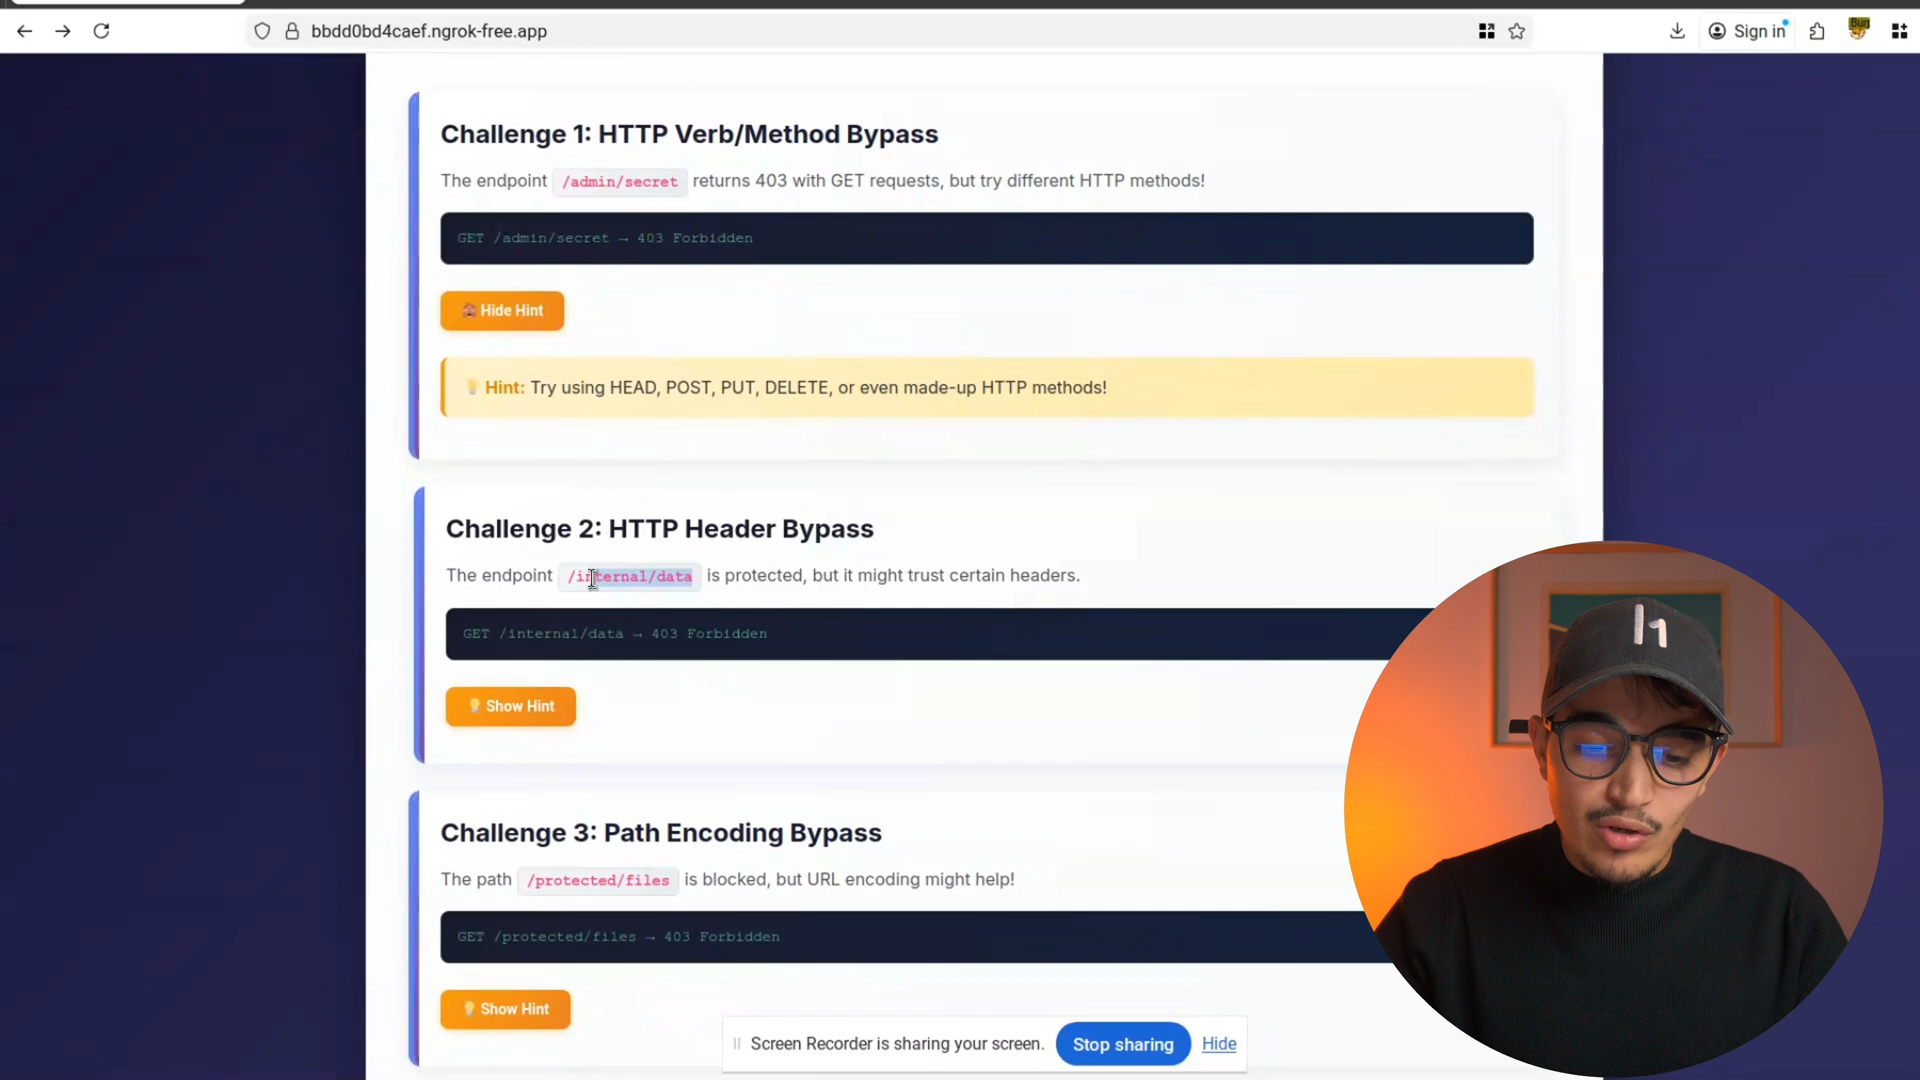 bbdd0bd4caef.ngrok-free.app
Sign in
Challenge 1: HTTP Verb/Method Bypass
The endpoint /admin/secret returns 403 with GET requests, but try different HTTP methods!
GET /admin/secret → 403 Forbidden
🙈 Hide Hint
💡 Hint: Try using HEAD, POST, PUT, DELETE, or even made-up HTTP methods!
Challenge 2: HTTP Header Bypass
The endpoint /internal/data is protected, but it might trust certain headers.
GET /internal/data → 403 Forbidden
💡 Show Hint
Challenge 3: Path Encoding Bypass
The path /protected/files is blocked, but URL encoding might help!
GET /protected/files → 403 Forbidden
💡 Show Hint
Screen Recorder is sharing your screen. Stop sharing Hide